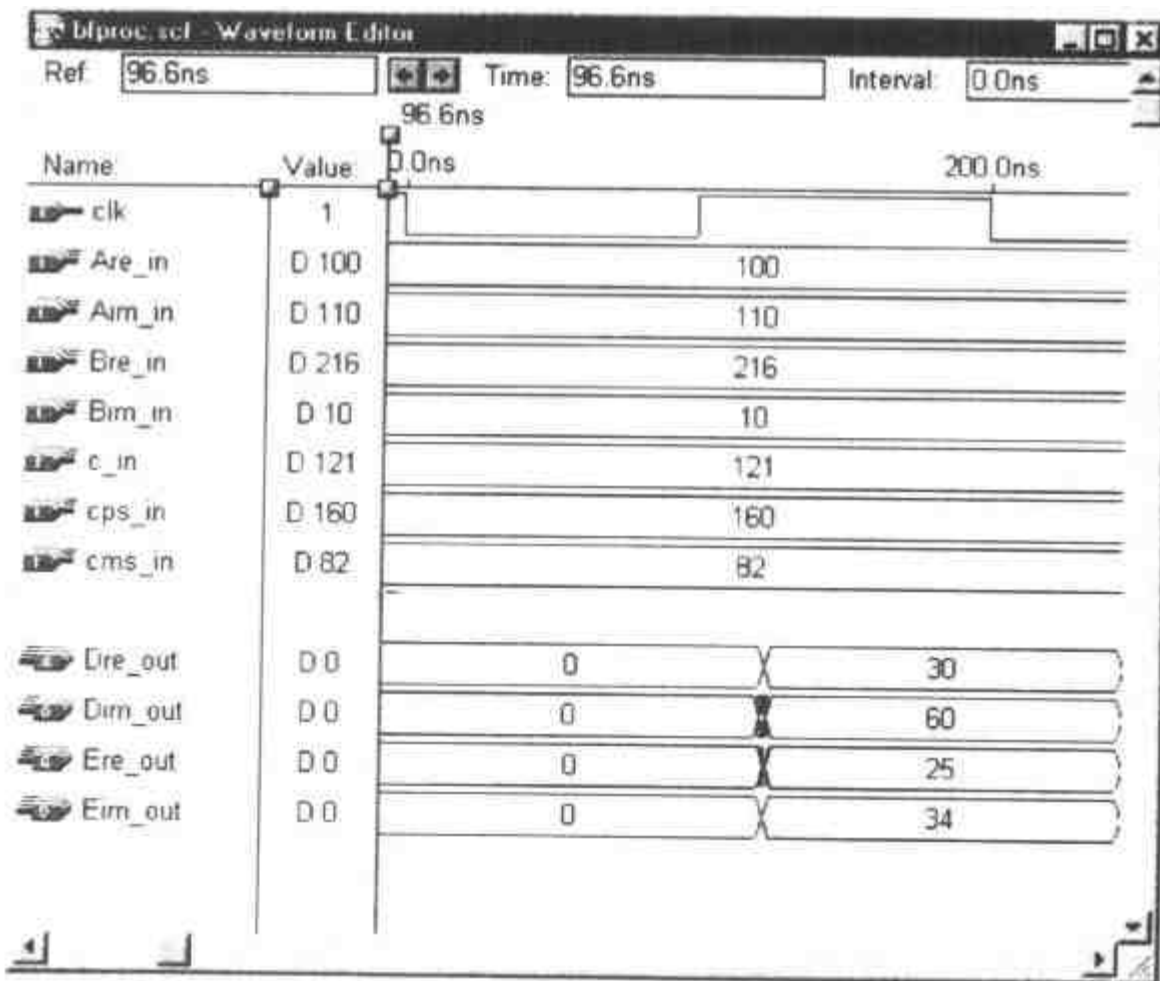 bfproc.scf - Waveform Editor
Ref: 96.6ns Time: 96.6ns Interval: 0.0ns
96.6ns
Name: Value: 0.0ns 200.0ns
clk 1
Are_in D 100 100
Aim_in D 110 110
Bre_in D 216 216
Bim_in D 10 10
c_in D 121 121
cps_in D 160 160
cms_in D 82 82
Dre_out D 0 0 30
Dim_out D 0 0 60
Ere_out D 0 0 25
Eim_out D 0 0 34